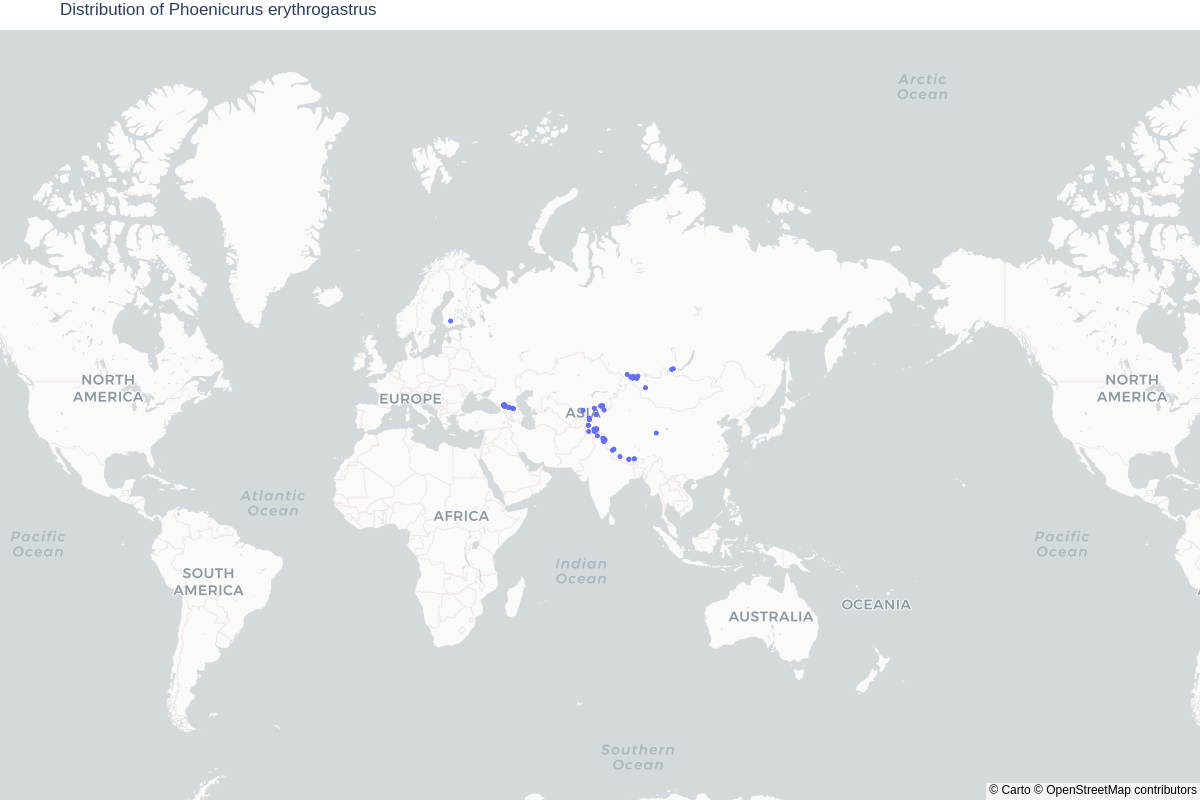 Distribution of Phoenicurus erythrogastrus
Arctic
Ocean
NORTH
AMERICA
EUROPE
ASIA
NORTH
AMERICA
Atlantic
Ocean
AFRICA
Pacific
Ocean
Pacific
Ocean
Indian
Ocean
SOUTH
AMERICA
OCEANIA
AUSTRALIA
Southern
Ocean
© Carto © OpenStreetMap contributors